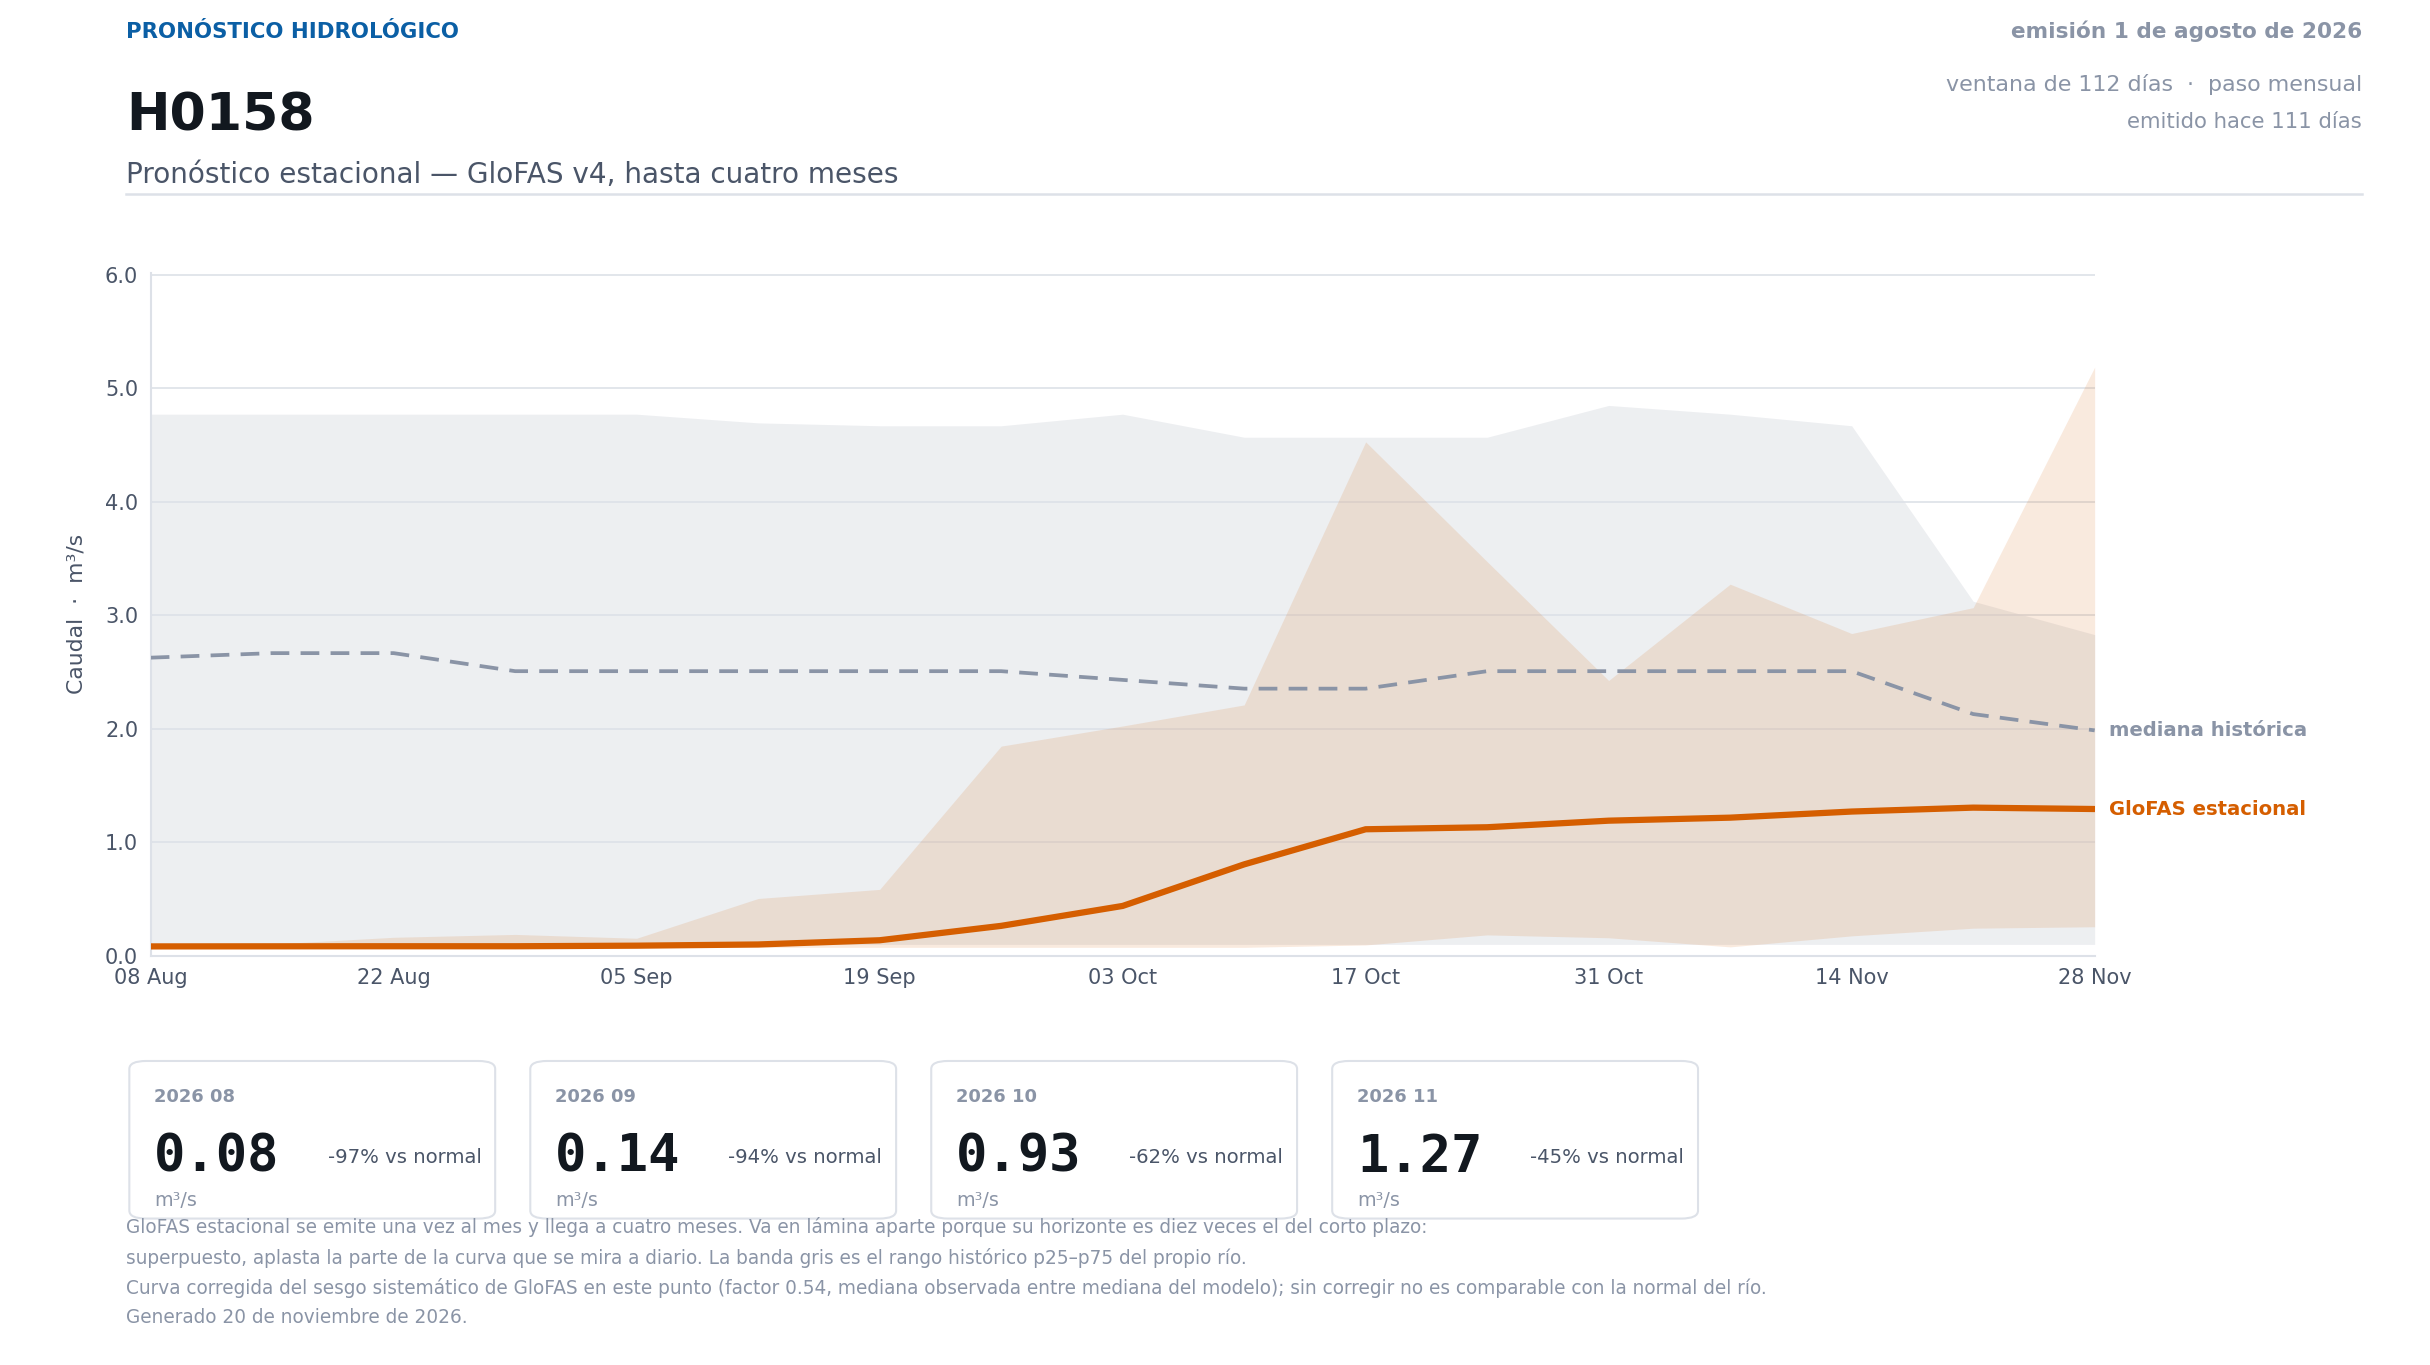 PRONÓSTICO HIDROLÓGICO
emisión 1 de agosto de 2026
H0158
ventana de 112 días · paso mensual
emitido hace 111 días
Pronóstico estacional — GloFAS v4, hasta cuatro meses
Caudal · m³/s
6.0
5.0
4.0
3.0
2.0
1.0
0.0
mediana histórica
GloFAS estacional
08 Aug
22 Aug
05 Sep
19 Sep
03 Oct
17 Oct
31 Oct
14 Nov
28 Nov
2026 08
0.08
-97% vs normal
m³/s
2026 09
0.14
-94% vs normal
m³/s
2026 10
0.93
-62% vs normal
m³/s
2026 11
1.27
-45% vs normal
m³/s
GloFAS estacional se emite una vez al mes y llega a cuatro meses. Va en lámina aparte porque su horizonte es diez veces el del corto plazo:
superpuesto, aplasta la parte de la curva que se mira a diario. La banda gris es el rango histórico p25–p75 del propio río.
Curva corregida del sesgo sistemático de GloFAS en este punto (factor 0.54, mediana observada entre mediana del modelo); sin corregir no es comparable con la normal del río.
Generado 20 de noviembre de 2026.